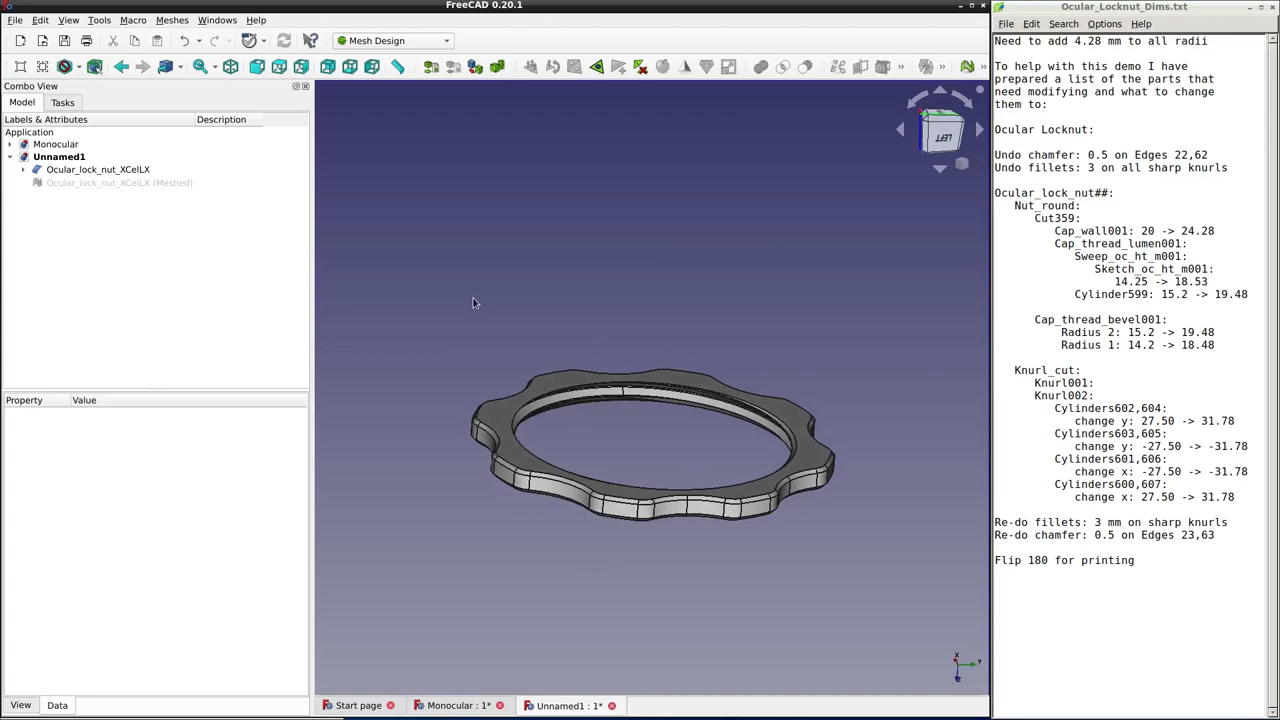 FreeCAD 0.20.1
File Edit View Tools Macro Meshes Windows Help
Mesh Design
Combo View
Model Tasks
Labels & Attributes Description
Application
Monocular
Unnamed1
Ocular_lock_nut_XCelLX
Ocular_lock_nut_XCelLX (Meshed)
Property Value
View Data
LEFT
X
Y
Z
Start page
Monocular : 1*
Unnamed1 : 1*
Ocular_Locknut_Dims.txt
File Edit Search Options Help
Need to add 4.28 mm to all radii
To help with this demo I have
prepared a list of the parts that
need modifying and what to change
them to:
Ocular Locknut:
Undo chamfer: 0.5 on Edges 22,62
Undo fillets: 3 on all sharp knurls
Ocular_lock_nut##:
Nut_round:
Cut359:
Cap_wall001: 20 -> 24.28
Cap_thread_lumen001:
Sweep_oc_ht_m001:
Sketch_oc_ht_m001:
14.25 -> 18.53
Cylinder599: 15.2 -> 19.48
Cap_thread_bevel001:
Radius 2: 15.2 -> 19.48
Radius 1: 14.2 -> 18.48
Knurl_cut:
Knurl001:
Knurl002:
Cylinders602,604:
change y: 27.50 -> 31.78
Cylinders603,605:
change y: -27.50 -> -31.78
Cylinders601,606:
change x: -27.50 -> -31.78
Cylinders600,607:
change x: 27.50 -> 31.78
Re-do fillets: 3 mm on sharp knurls
Re-do chamfer: 0.5 on Edges 23,63
Flip 180 for printing